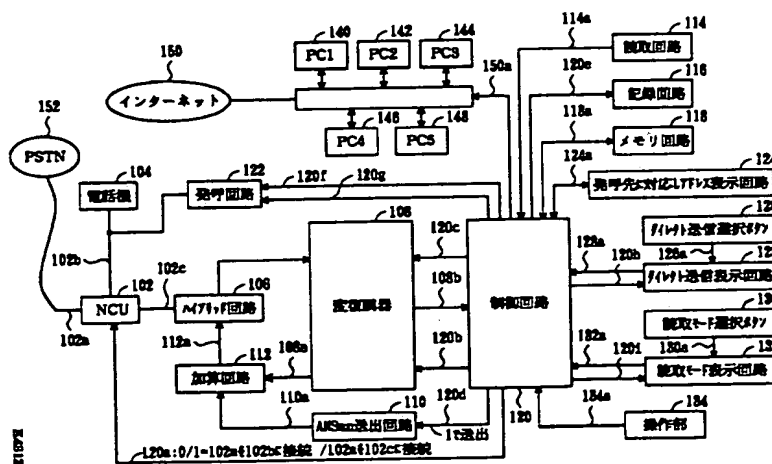 140 142 144
PC1 PC2 PC3
150
インターネット
150a
146 148
PC4 PC5
152
PSTN
104
電話機
122
発呼回路
120f
120g
114a
114
読取回路
120e
116
記録回路
118a
118
メモリ回路
124a
発呼先に対応しアドレス表示回路
108
変復調器
120c
108b
120b
制御回路
120
ダイレクト送信選択ボタン
126a
128a
120h
ダイレクト送信表示回路
読取モード選択ボタン
130a
132a
120i
読取モード表示回路
134a
134
操作部
102b
102
NCU
102a
102c
106
ハイブリッド回路
112a
112
加算回路
108a
110a
110
ANSam送出回路
120d
1で送出
120a:0/1=102aを102bに接続 /102aを102cに接続